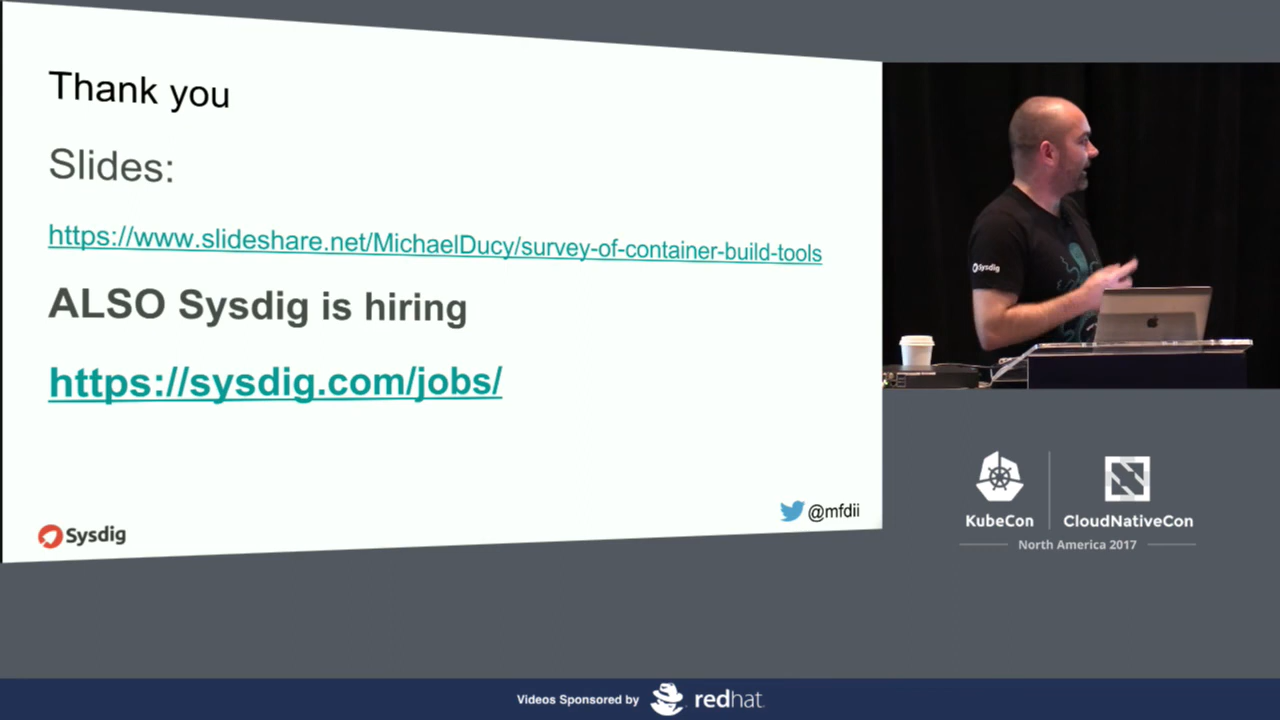 Thank you
Slides:
https://www.slideshare.net/MichaelDucy/survey-of-container-build-tools
ALSO Sysdig is hiring
https://sysdig.com/jobs/
Sysdig
@mfdii
Sysdig
KubeCon
CloudNativeCon
North America 2017
Videos Sponsored by redhat.